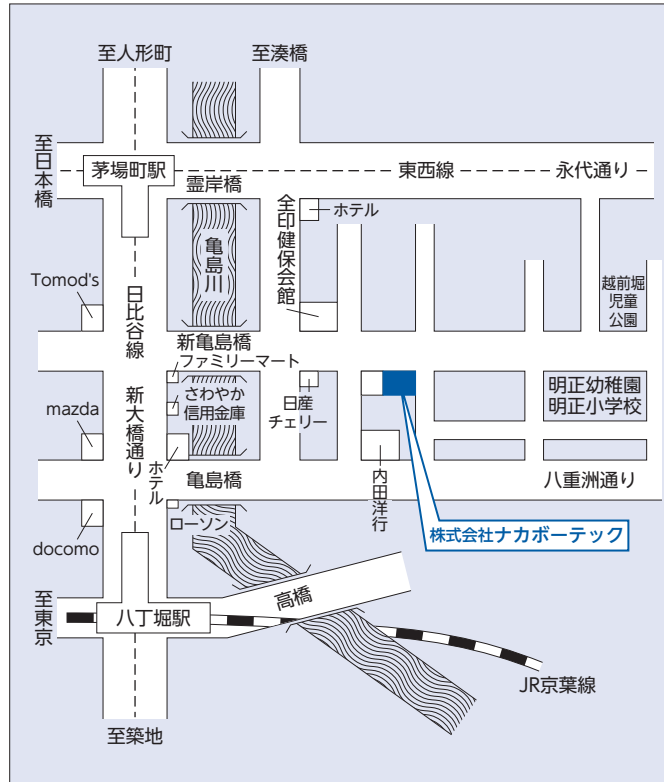 至人形町
至湊橋
至日本橋
茅場町駅
東西線
永代通り
霊岸橋
ホテル
全印健保会館
亀島川
Tomod's
日比谷線
越前堀
児童
公園
新亀島橋
ファミリーマート
さわやか
信用金庫
日産
チェリー
明正幼稚園
明正小学校
mazda
新大橋通り
ホテル
亀島橋
内田洋行
八重洲通り
ローソン
docomo
株式会社ナカボーテック
高橋
至東京
八丁堀駅
JR京葉線
至築地